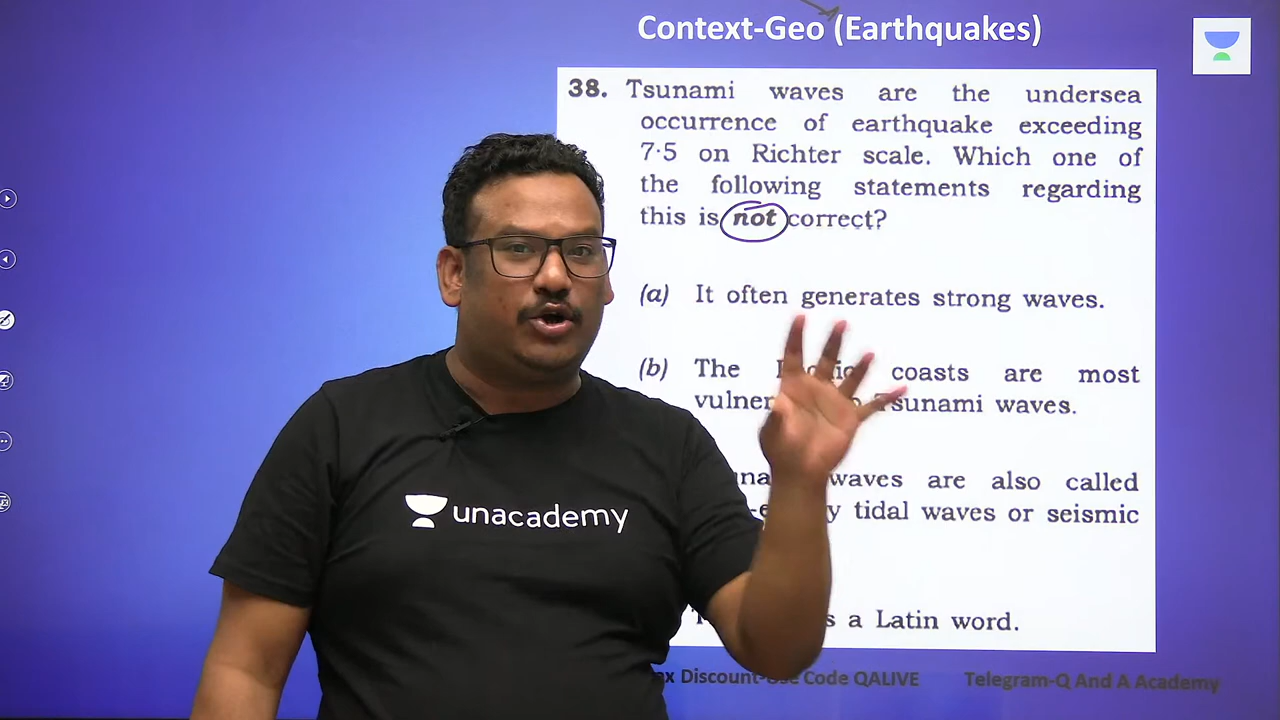 Context-Geo (Earthquakes)
38. Tsunami waves are the undersea
occurrence of earthquake exceeding
7·5 on Richter scale. Which one of
the following statements regarding
this is not correct?
(a) It often generates strong waves.
(b) The coasts are most
Tsunami waves.
waves are also called
tidal waves or seismic
a Latin word.
unacademy
Discount-Use Code QALIVE
Telegram-Q And A Academy